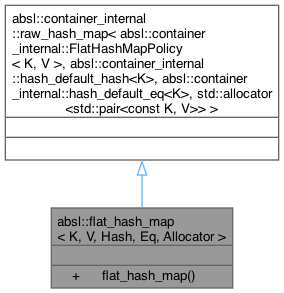 absl::container_internal
::raw_hash_map< absl::container
_internal::FlatHashMapPolicy
< K, V >, absl::container_internal
::hash_default_hash<K>, absl::container
_internal::hash_default_eq<K>, std::allocator
<std::pair<const K, V>> >
absl::flat_hash_map
< K, V, Hash, Eq, Allocator >
+ flat_hash_map()